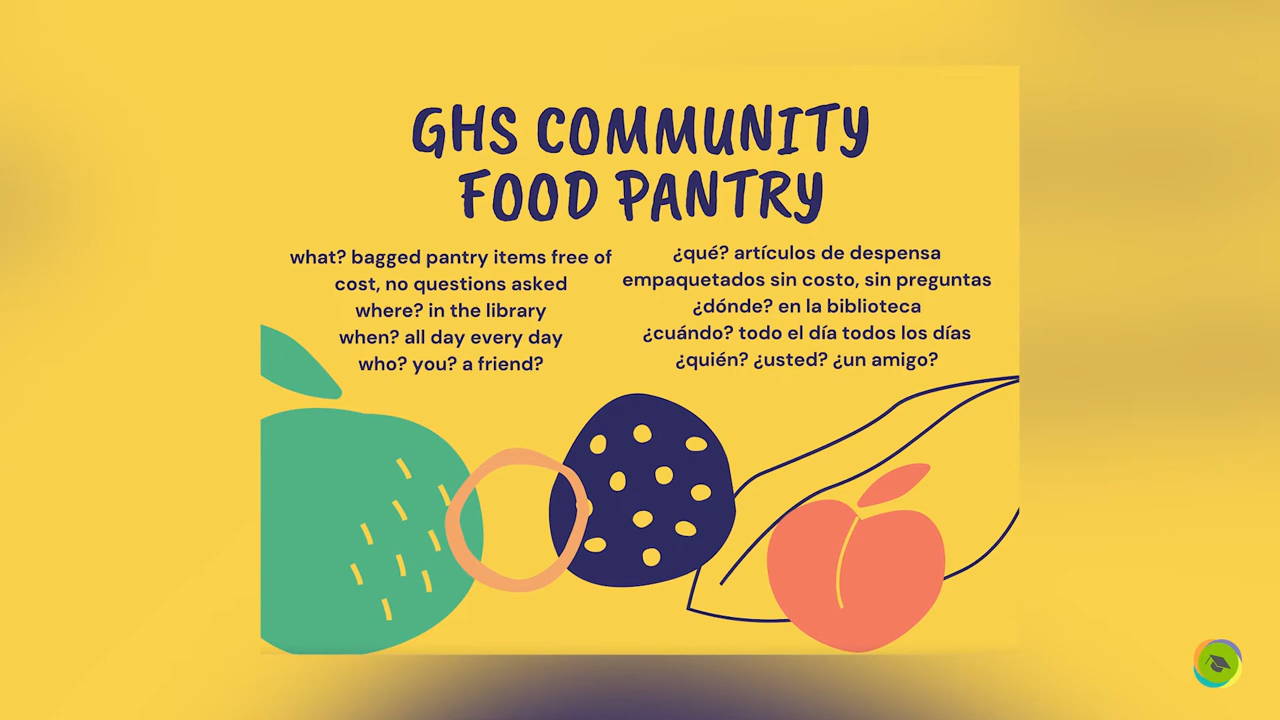 GHS COMMUNITY
FOOD PANTRY
what? bagged pantry items free of
cost, no questions asked
where? in the library
when? all day every day
who? you? a friend?
¿qué? artículos de despensa
empaquetados sin costo, sin preguntas
¿dónde? en la biblioteca
¿cuándo? todo el día todos los días
¿quién? ¿usted? ¿un amigo?